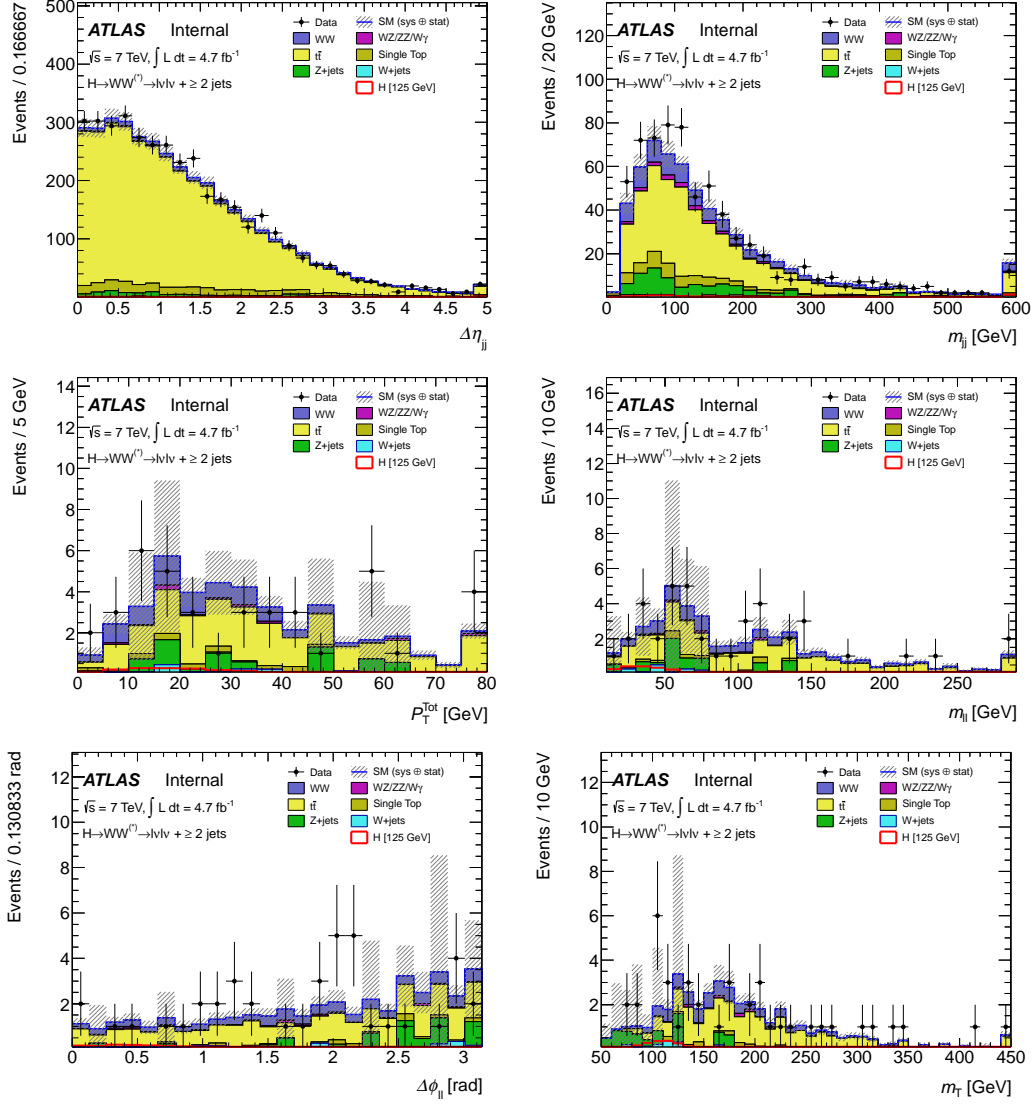 Events / 0.166667
500
400
300
200
100
ATLAS Internal
√s = 7 TeV, ∫ L dt = 4.7 fb⁻¹
H→WW⁽*⁾→lνlν + ≥ 2 jets
Data
WW
tt̄
Z+jets
SM (sys ⊕ stat)
WZ/ZZ/Wγ
Single Top
W+jets
H [125 GeV]
0 0.5 1 1.5 2 2.5 3 3.5 4 4.5 5
Δη_jj
Events / 20 GeV
120
100
80
60
40
20
ATLAS Internal
√s = 7 TeV, ∫ L dt = 4.7 fb⁻¹
H→WW⁽*⁾→lνlν + ≥ 2 jets
Data
WW
tt̄
Z+jets
SM (sys ⊕ stat)
WZ/ZZ/Wγ
Single Top
W+jets
H [125 GeV]
0 100 200 300 400 500 600
m_jj [GeV]
Events / 5 GeV
14
12
10
8
6
4
2
ATLAS Internal
√s = 7 TeV, ∫ L dt = 4.7 fb⁻¹
H→WW⁽*⁾→lνlν + ≥ 2 jets
Data
WW
tt̄
Z+jets
SM (sys ⊕ stat)
WZ/ZZ/Wγ
Single Top
W+jets
H [125 GeV]
0 10 20 30 40 50 60 70 80
P_T^Tot [GeV]
Events / 10 GeV
16
14
12
10
8
6
4
2
ATLAS Internal
√s = 7 TeV, ∫ L dt = 4.7 fb⁻¹
H→WW⁽*⁾→lνlν + ≥ 2 jets
Data
WW
tt̄
Z+jets
SM (sys ⊕ stat)
WZ/ZZ/Wγ
Single Top
W+jets
H [125 GeV]
50 100 150 200 250
m_ll [GeV]
Events / 0.130833 rad
12
10
8
6
4
2
ATLAS Internal
√s = 7 TeV, ∫ L dt = 4.7 fb⁻¹
H→WW⁽*⁾→lνlν + ≥ 2 jets
Data
WW
tt̄
Z+jets
SM (sys ⊕ stat)
WZ/ZZ/Wγ
Single Top
W+jets
H [125 GeV]
0 0.5 1 1.5 2 2.5 3
Δϕ_ll [rad]
Events / 10 GeV
12
10
8
6
4
2
ATLAS Internal
√s = 7 TeV, ∫ L dt = 4.7 fb⁻¹
H→WW⁽*⁾→lνlν + ≥ 2 jets
Data
WW
tt̄
Z+jets
SM (sys ⊕ stat)
WZ/ZZ/Wγ
Single Top
W+jets
H [125 GeV]
50 100 150 200 250 300 350 400 450
m_T [GeV]